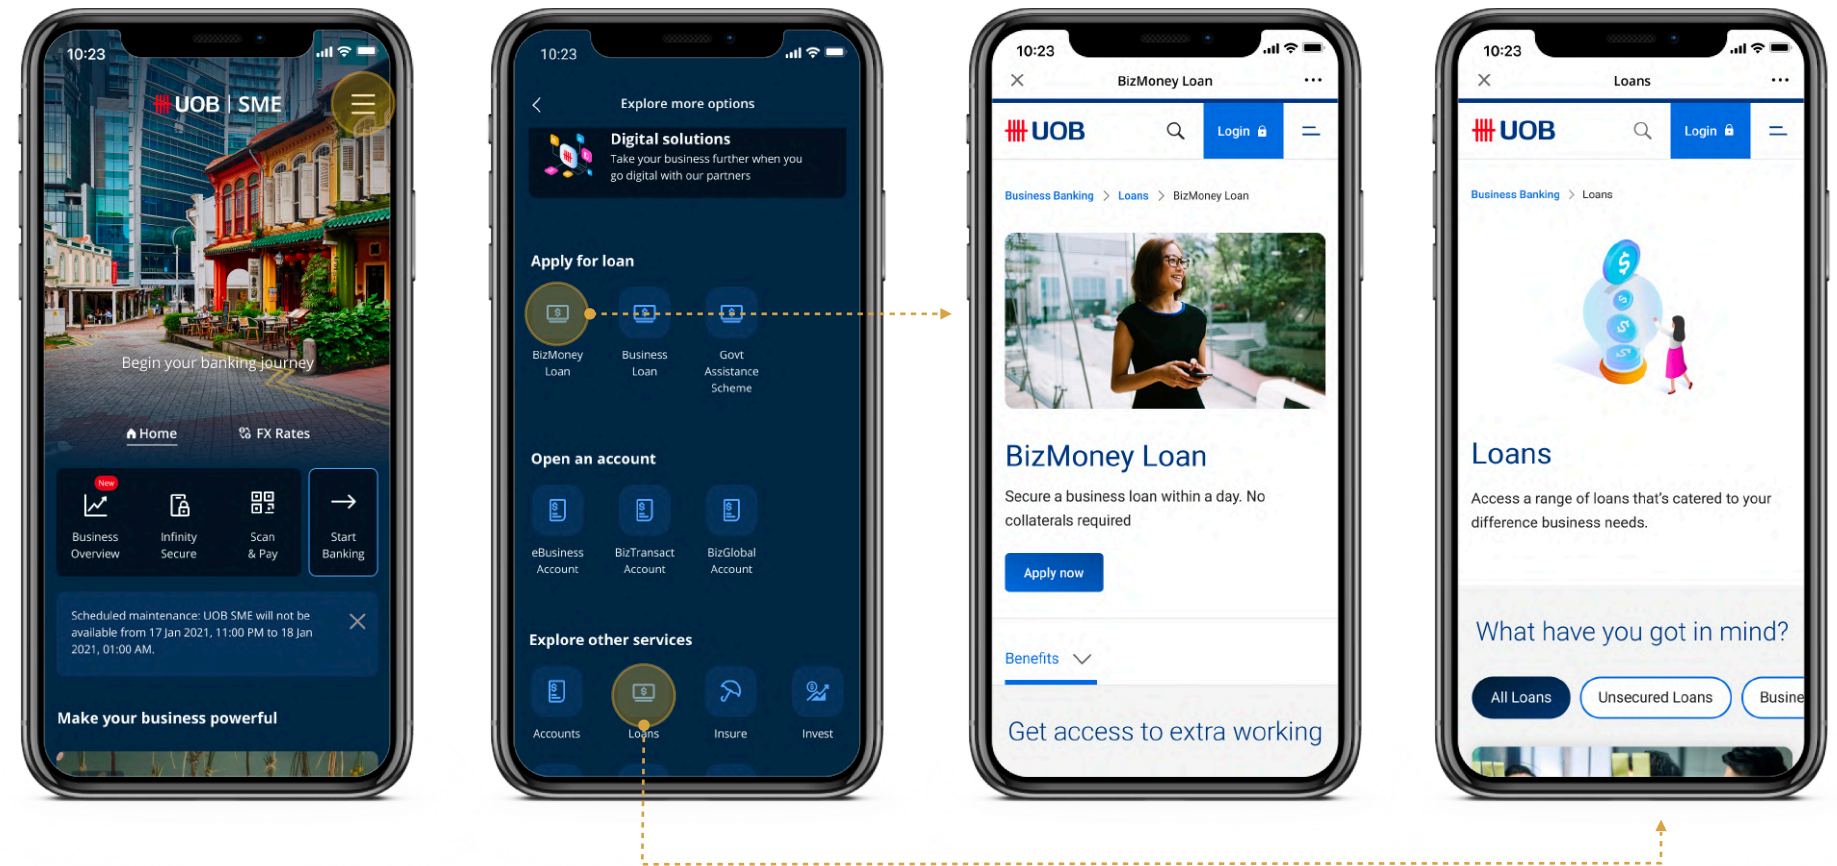 10:23
UOB | SME
Begin your banking journey
Home
FX Rates
New
Business
Overview
Infinity
Secure
Scan
& Pay
Start
Banking
Scheduled maintenance: UOB SME will not be
available from 17 Jan 2021, 11:00 PM to 18 Jan
2021, 01:00 AM.
Make your business powerful
10:23
Explore more options
Digital solutions
Take your business further when you
go digital with our partners
Apply for loan
BizMoney
Loan
Business
Loan
Govt
Assistance
Scheme
Open an account
eBusiness
Account
BizTransact
Account
BizGlobal
Account
Explore other services
Accounts
Loans
Insure
Invest
10:23
BizMoney Loan
UOB
Login
Business Banking > Loans > BizMoney Loan
BizMoney Loan
Secure a business loan within a day. No
collaterals required
Apply now
Benefits
Get access to extra working
10:23
Loans
UOB
Login
Business Banking > Loans
Loans
Access a range of loans that's catered to your
difference business needs.
What have you got in mind?
All Loans
Unsecured Loans
Busine